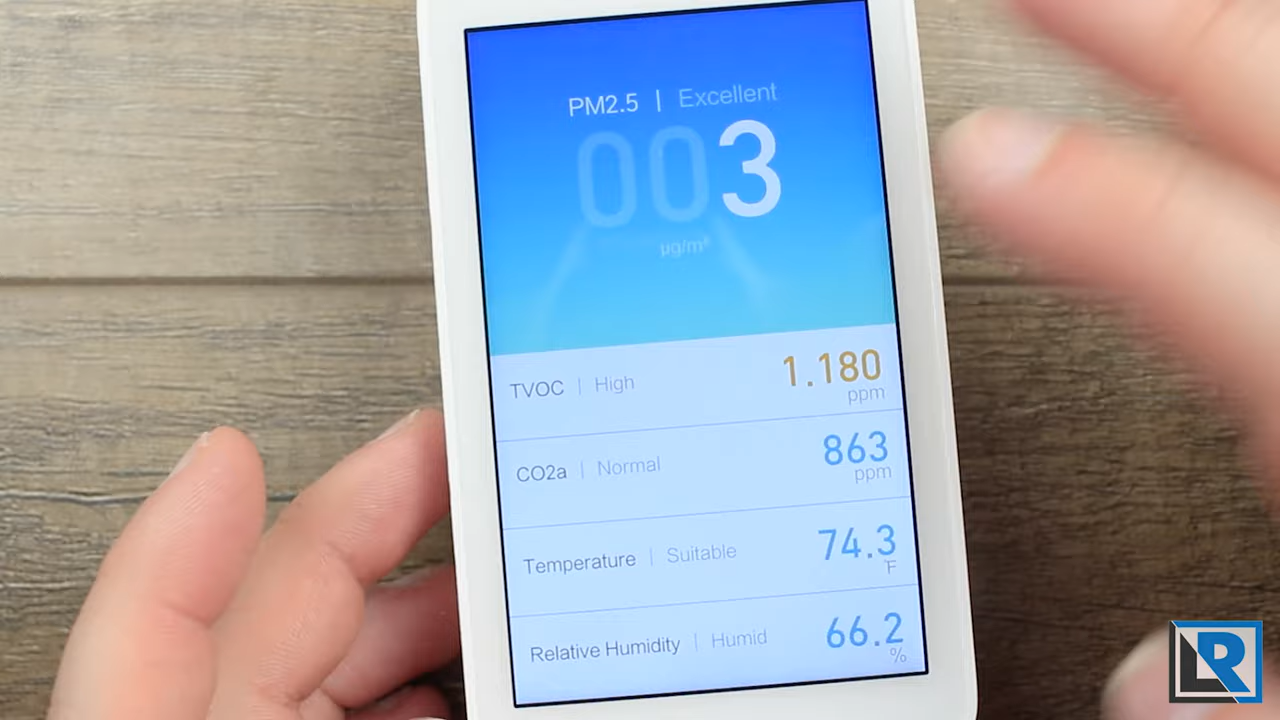 PM2.5 | Excellent
003
µg/m³
TVOC | High 1.180
ppm
CO2a | Normal 863
ppm
Temperature | Suitable 74.3
°F
Relative Humidity | Humid 66.2
%
LR